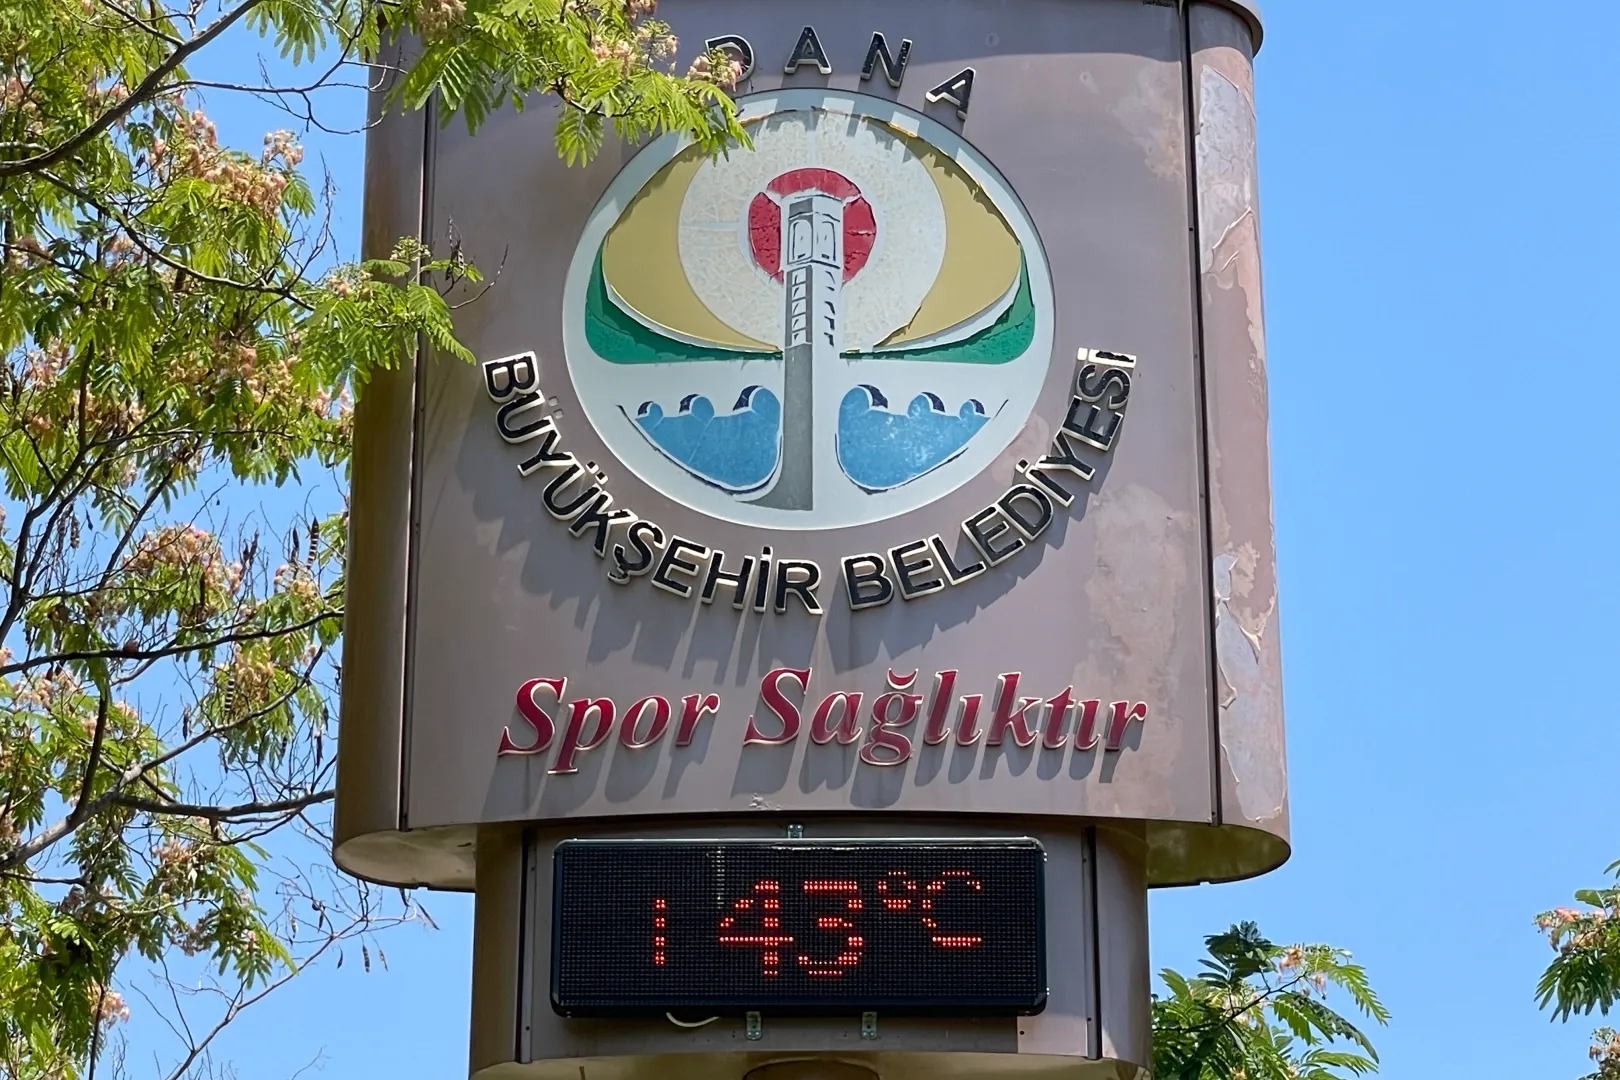 DANA
BÜYÜKŞEHİR BELEDİYESİ
Spor Sağlıktır
43°C